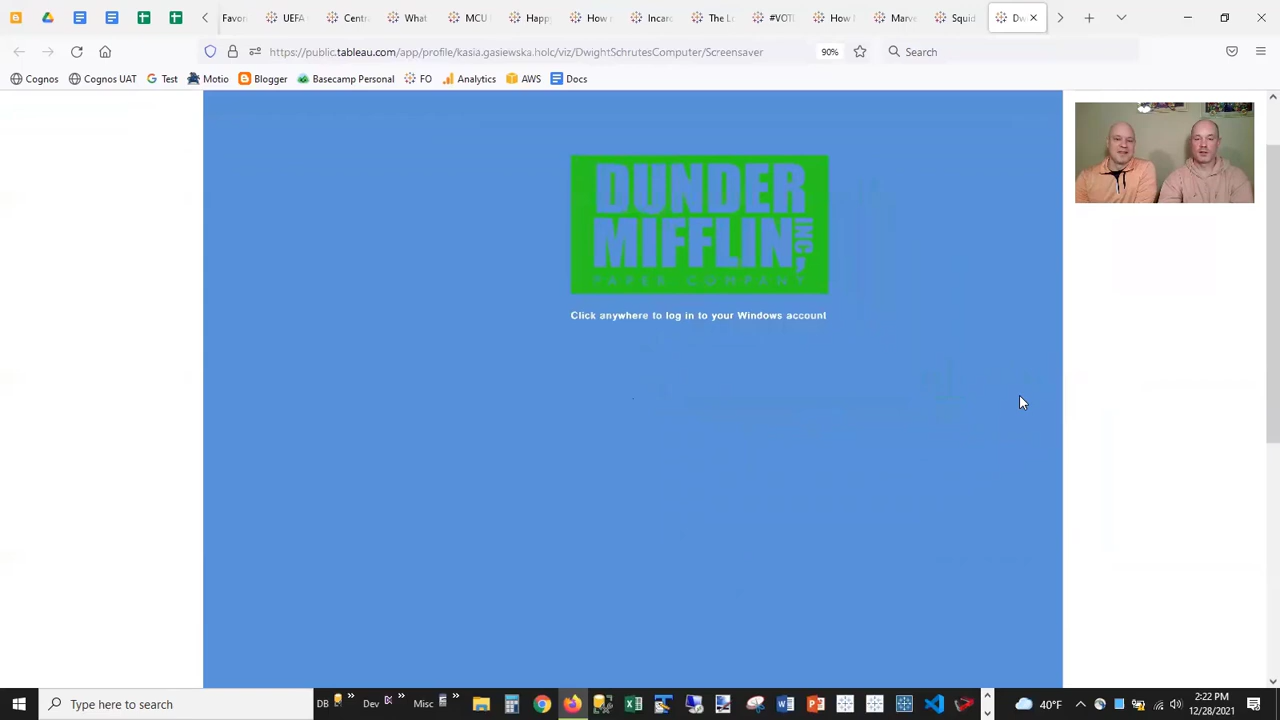 Favo
UEFA
Centr
What
MCU
Happ
How
Incar
The L
#VOT
How
Marve
Squid
Dw
https://public.tableau.com/app/profile/kasia.gasiewska.holc/viz/DwightSchrutesComputer/Screensaver
90%
Search
Cognos
Cognos UAT
Test
Motio
Blogger
Basecamp Personal
FO
Analytics
AWS
Docs
DUNDER
MIFFLIN INC,
PAPER COMPANY
Click anywhere to log in to your Windows account
Type here to search
DB
Dev
Misc
40°F
2:22 PM
12/28/2021